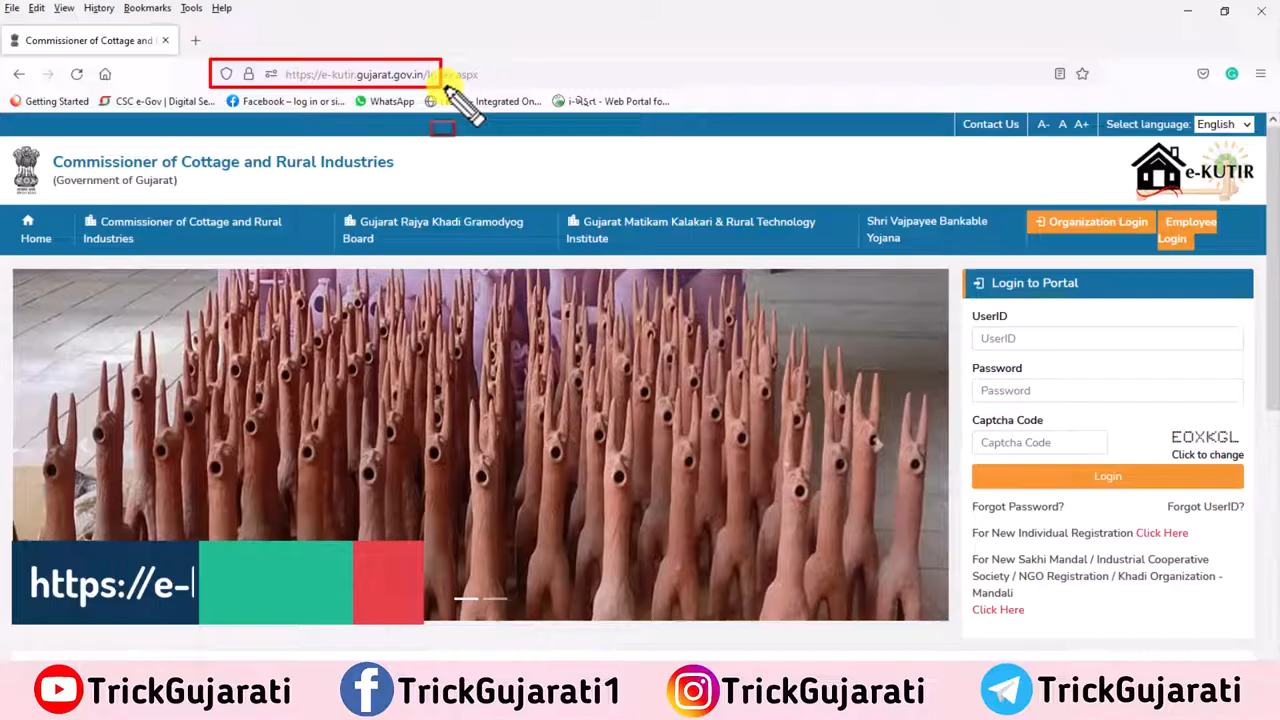 File Edit View History Bookmarks Tools Help
Commissioner of Cottage and
https://e-kutir.gujarat.gov.in/
Getting Started CSC e-Gov | Digital Se... Facebook – log in or si... WhatsApp Integrated On... i-ખેડૂત - Web Portal fo...
Contact Us A- A A+ Select language: English
Commissioner of Cottage and Rural Industries
(Government of Gujarat)
e-KUTIR
Home
Commissioner of Cottage and Rural
Industries
Gujarat Rajya Khadi Gramodyog
Board
Gujarat Matikam Kalakari & Rural Technology
Institute
Shri Vajpayee Bankable
Yojana
Organization Login
Employee
Login
Login to Portal
UserID
UserID
Password
Password
Captcha Code
Captcha Code
EOXKGL
Click to change
Login
Forgot Password? Forgot UserID?
For New Individual Registration Click Here
For New Sakhi Mandal / Industrial Cooperative
Society / NGO Registration / Khadi Organization -
Mandali
Click Here
https://e-
TrickGujarati TrickGujarati1 TrickGujarati TrickGujarati